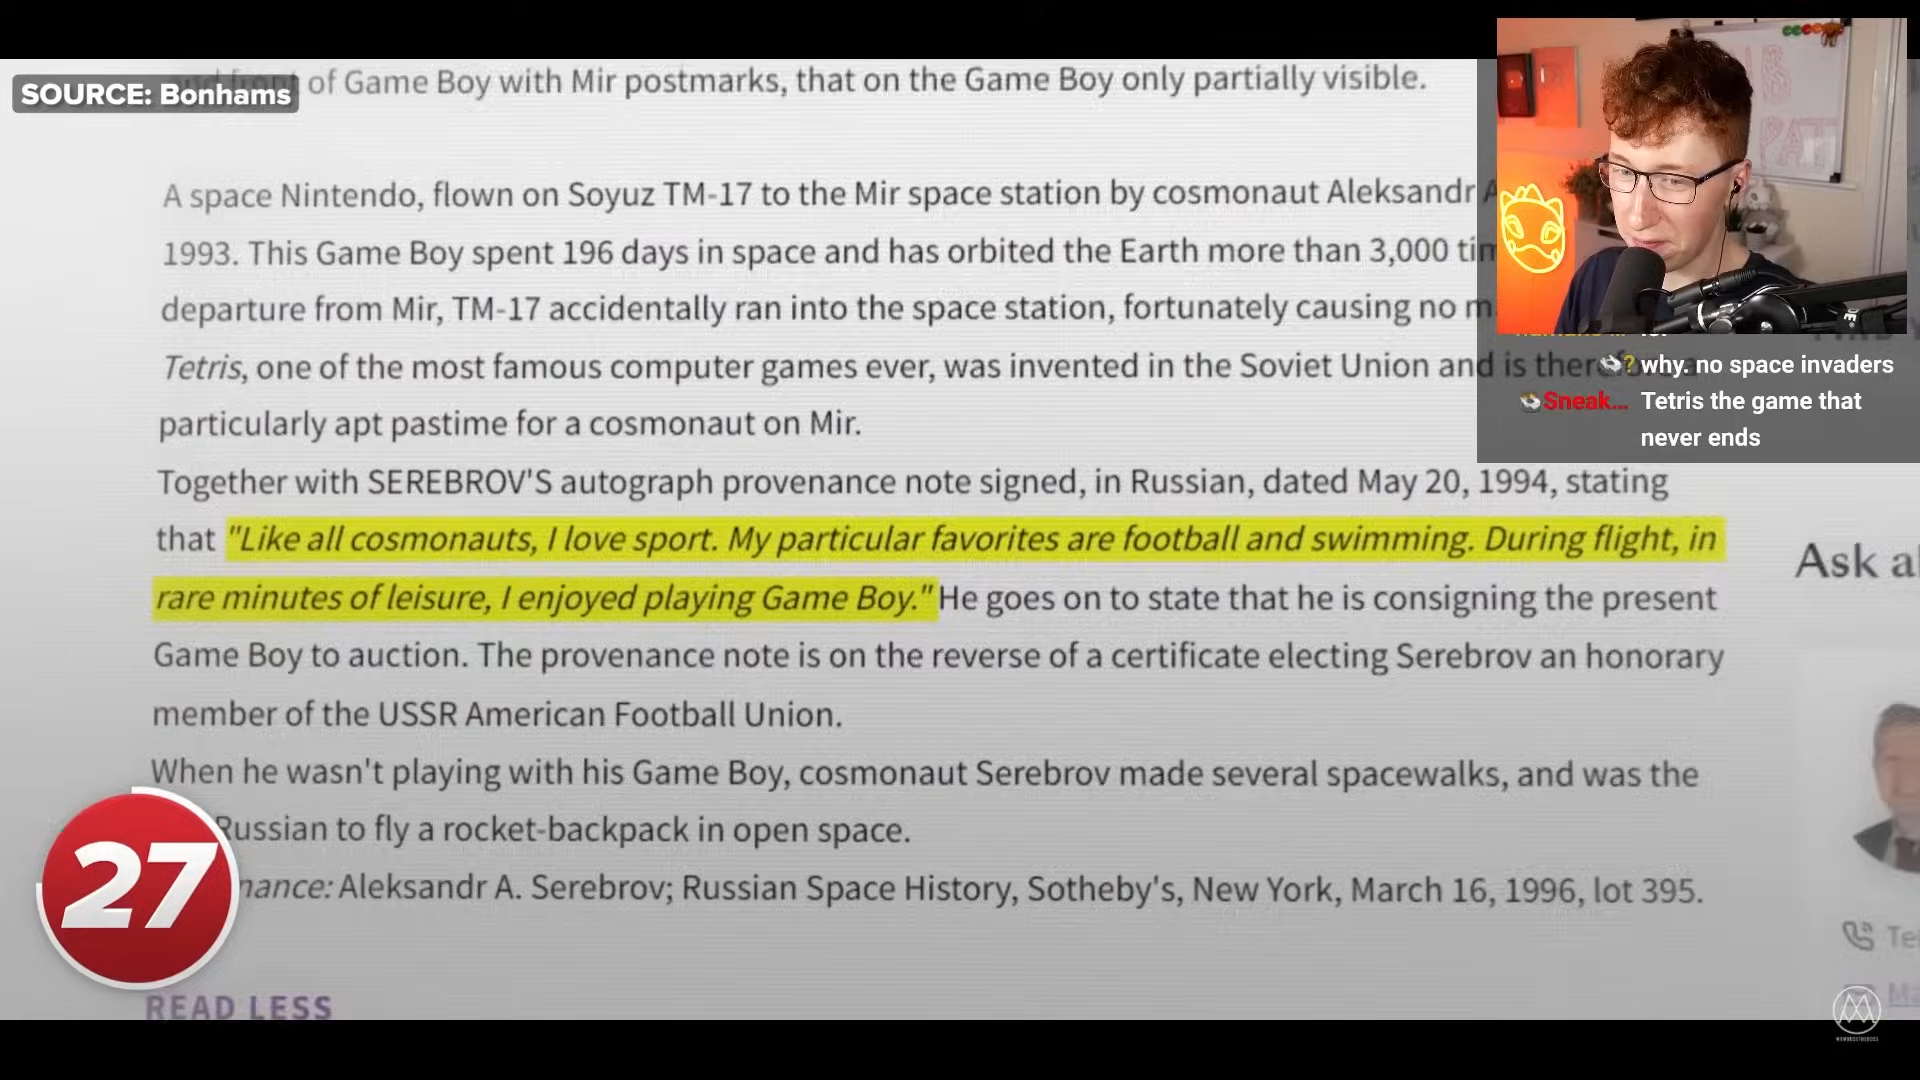 SOURCE: Bonhams
of Game Boy with Mir postmarks, that on the Game Boy only partially visible.
A space Nintendo, flown on Soyuz TM-17 to the Mir space station by cosmonaut Aleksandr
1993. This Game Boy spent 196 days in space and has orbited the Earth more than 3,000
departure from Mir, TM-17 accidentally ran into the space station, fortunately causing no
Tetris, one of the most famous computer games ever, was invented in the Soviet Union and is
particularly apt pastime for a cosmonaut on Mir.
Together with SEREBROV'S autograph provenance note signed, in Russian, dated May 20, 1994, stating
that "Like all cosmonauts, I love sport. My particular favorites are football and swimming. During flight, in
rare minutes of leisure, I enjoyed playing Game Boy." He goes on to state that he is consigning the present
Game Boy to auction. The provenance note is on the reverse of a certificate electing Serebrov an honorary
member of the USSR American Football Union.
When he wasn't playing with his Game Boy, cosmonaut Serebrov made several spacewalks, and was the
Russian to fly a rocket-backpack in open space.
nance: Aleksandr A. Serebrov; Russian Space History, Sotheby's, New York, March 16, 1996, lot 395.
READ LESS
27
? why. no space invaders
Sneak... Tetris the game that
never ends
Ask